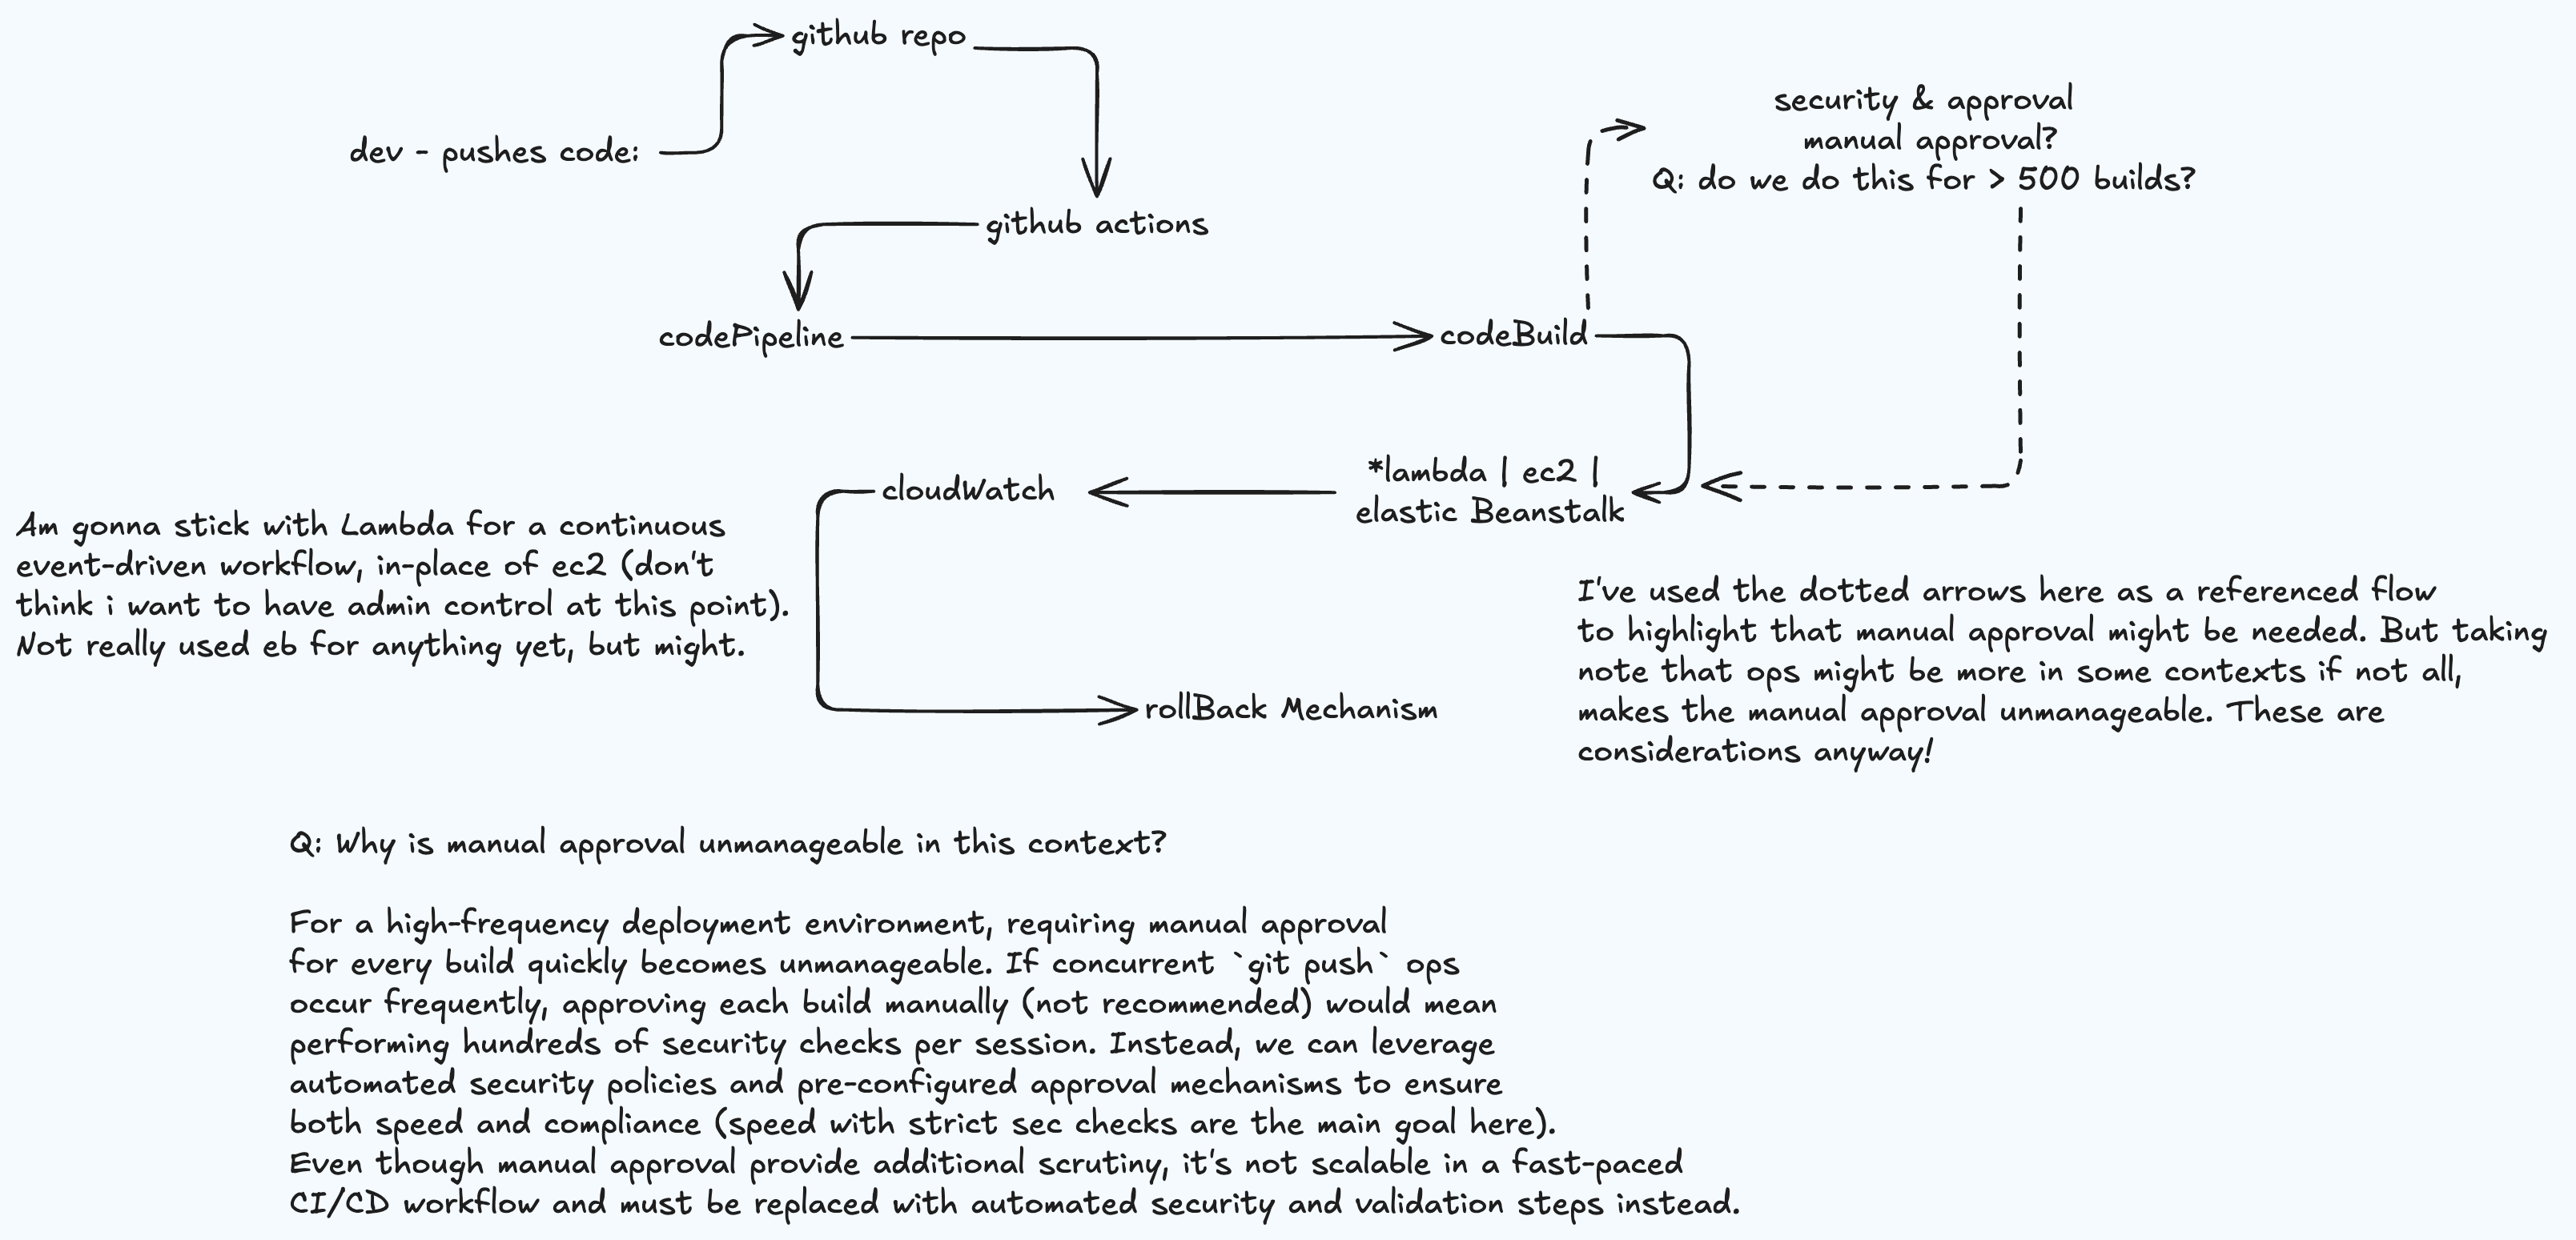 github repo
security & approval
manual approval?
Q: do we do this for > 500 builds?
dev - pushes code:
github actions
codePipeline
codeBuild
*lambda | ec2 |
elastic Beanstalk
cloudWatch
Am gonna stick with Lambda for a continuous
event-driven workflow, in-place of ec2 (don't
think i want to have admin control at this point).
Not really used eb for anything yet, but might.
I've used the dotted arrows here as a referenced flow
to highlight that manual approval might be needed. But taking
note that ops might be more in some contexts if not all,
makes the manual approval unmanageable. These are
considerations anyway!
rollBack Mechanism
Q: Why is manual approval unmanageable in this context?
For a high-frequency deployment environment, requiring manual approval
for every build quickly becomes unmanageable. If concurrent `git push` ops
occur frequently, approving each build manually (not recommended) would mean
performing hundreds of security checks per session. Instead, we can leverage
automated security policies and pre-configured approval mechanisms to ensure
both speed and compliance (speed with strict sec checks are the main goal here).
Even though manual approval provide additional scrutiny, it's not scalable in a fast-paced
CI/CD workflow and must be replaced with automated security and validation steps instead.